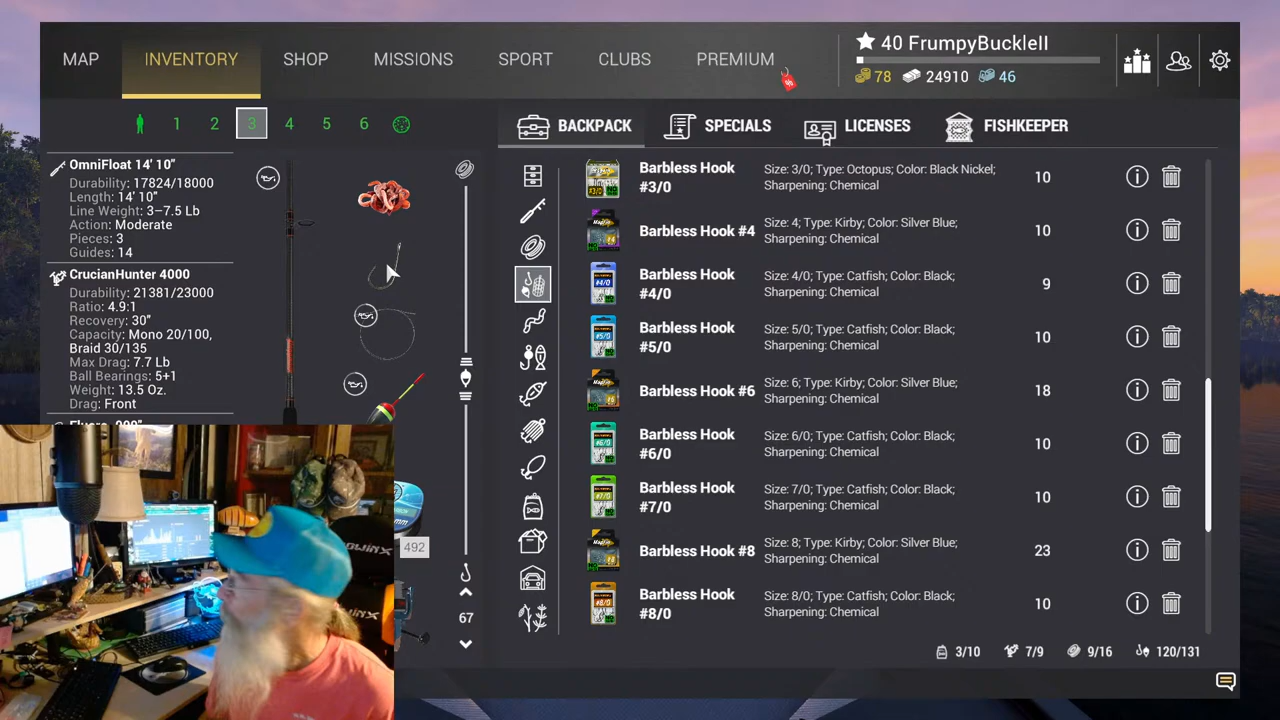 MAP INVENTORY SHOP MISSIONS SPORT CLUBS PREMIUM
40 FrumpyBuckleII
78 24910 46
1 2 3 4 5 6
BACKPACK SPECIALS LICENSES FISHKEEPER
OmniFloat 14' 10"
Durability: 17824/18000
Length: 14' 10"
Line Weight: 3–7.5 Lb
Action: Moderate
Pieces: 3
Guides: 14
CrucianHunter 4000
Durability: 21381/23000
Ratio: 4.9:1
Recovery: 30"
Capacity: Mono 20/100,
Braid 30/135
Max Drag: 7.7 Lb
Ball Bearings: 5+1
Weight: 13.5 Oz.
Drag: Front
492
67
Barbless Hook
#3/0
Size: 3/0; Type: Octopus; Color: Black Nickel;
Sharpening: Chemical
10
Barbless Hook #4
Size: 4; Type: Kirby; Color: Silver Blue;
Sharpening: Chemical
10
Barbless Hook
#4/0
Size: 4/0; Type: Catfish; Color: Black;
Sharpening: Chemical
9
Barbless Hook
#5/0
Size: 5/0; Type: Catfish; Color: Black;
Sharpening: Chemical
10
Barbless Hook #6
Size: 6; Type: Kirby; Color: Silver Blue;
Sharpening: Chemical
18
Barbless Hook
#6/0
Size: 6/0; Type: Catfish; Color: Black;
Sharpening: Chemical
10
Barbless Hook
#7/0
Size: 7/0; Type: Catfish; Color: Black;
Sharpening: Chemical
10
Barbless Hook #8
Size: 8; Type: Kirby; Color: Silver Blue;
Sharpening: Chemical
23
Barbless Hook
#8/0
Size: 8/0; Type: Catfish; Color: Black;
Sharpening: Chemical
10
3/10 7/9 9/16 120/131